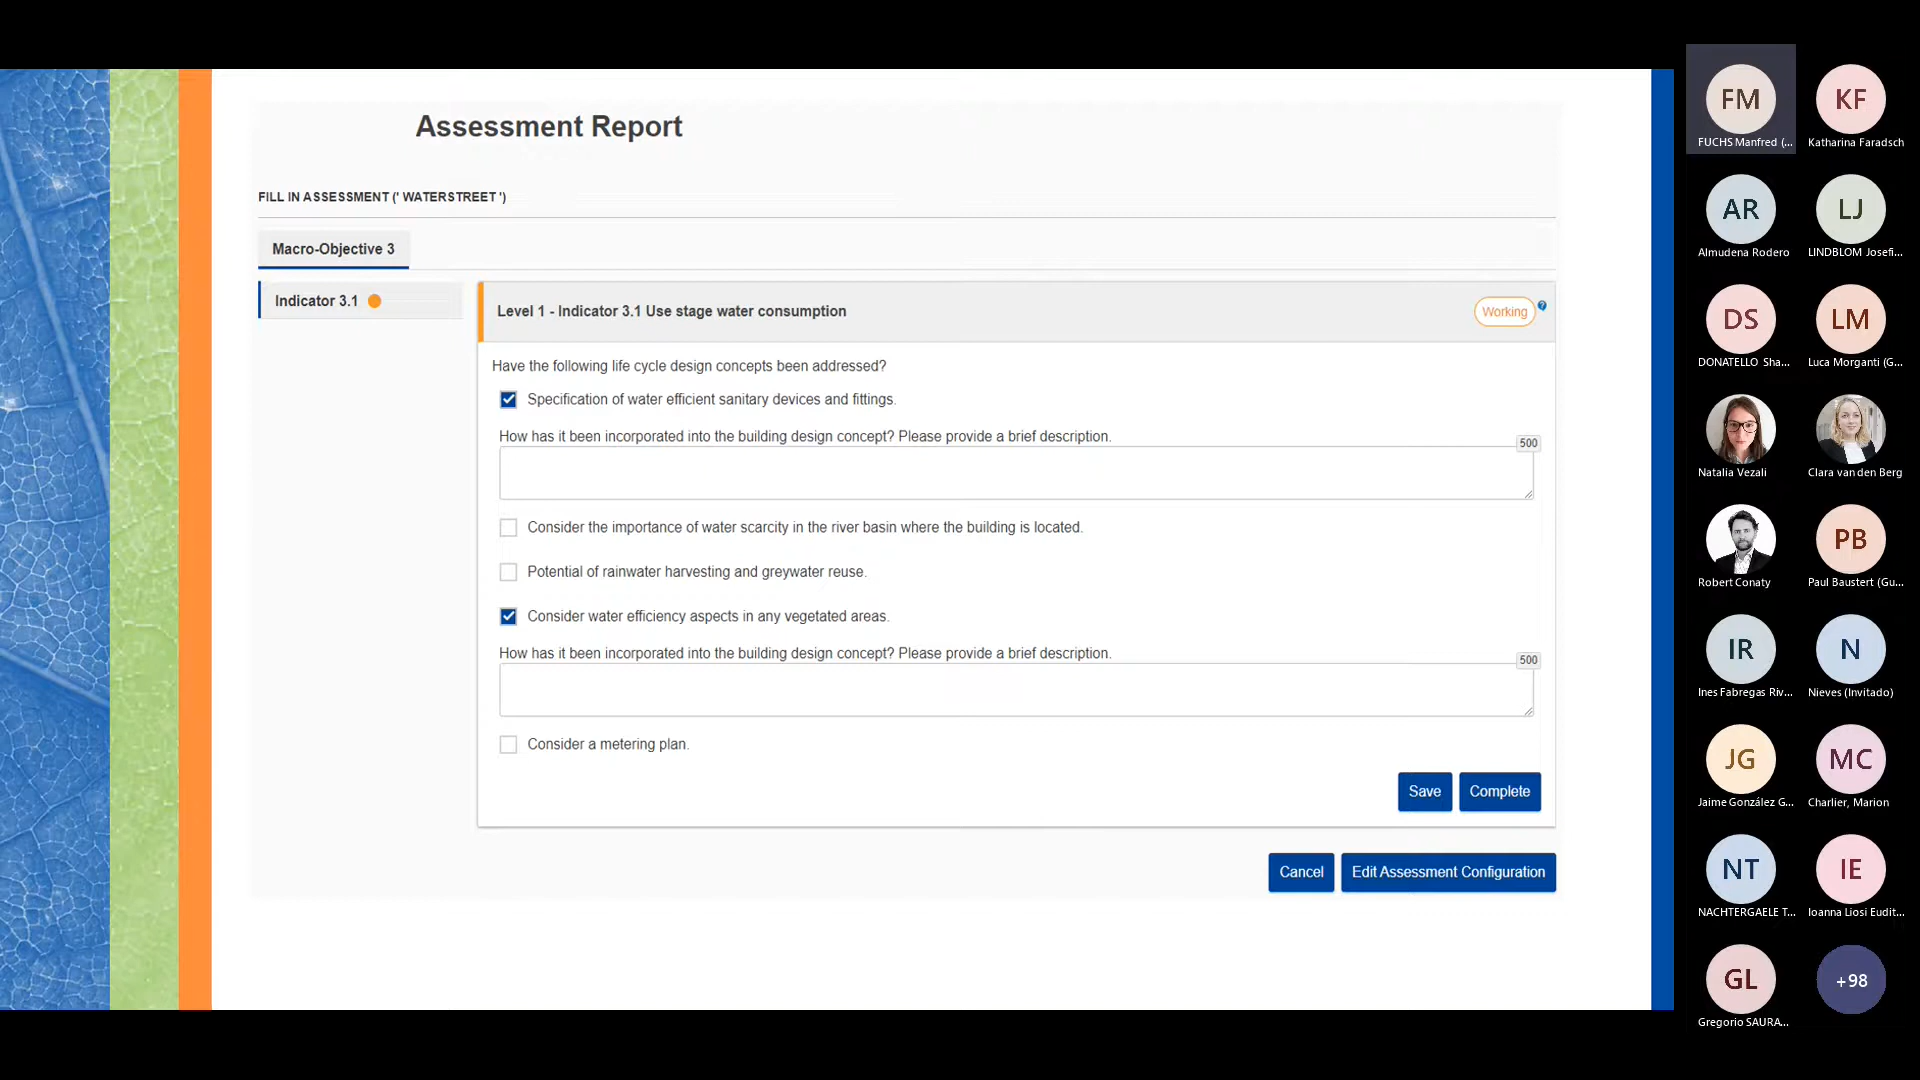 Assessment Report
FILL IN ASSESSMENT (' WATERSTREET ')
Macro-Objective 3
Indicator 3.1
Level 1 - Indicator 3.1 Use stage water consumption
Working
?
Have the following life cycle design concepts been addressed?
Specification of water efficient sanitary devices and fittings.
How has it been incorporated into the building design concept? Please provide a brief description.
500
Consider the importance of water scarcity in the river basin where the building is located.
Potential of rainwater harvesting and greywater reuse.
Consider water efficiency aspects in any vegetated areas.
How has it been incorporated into the building design concept? Please provide a brief description.
500
Consider a metering plan.
Save
Complete
Cancel
Edit Assessment Configuration
FM
KF
FUCHS Manfred (...
Katharina Faradsch
AR
LJ
Almudena Rodero
LINDBLOM Josefi...
DS
LM
DONATELLO Sha...
Luca Morganti (G...
Natalia Vezali
Clara van den Berg
PB
Robert Conaty
Paul Baustert (Gu...
IR
N
Ines Fabregas Riv...
Nieves (Invitado)
JG
MC
Jaime González G...
Charlier, Marion
NT
IE
NACHTERGAELE T...
Ioanna Liosi Eudit...
GL
+98
Gregorio SAURA...